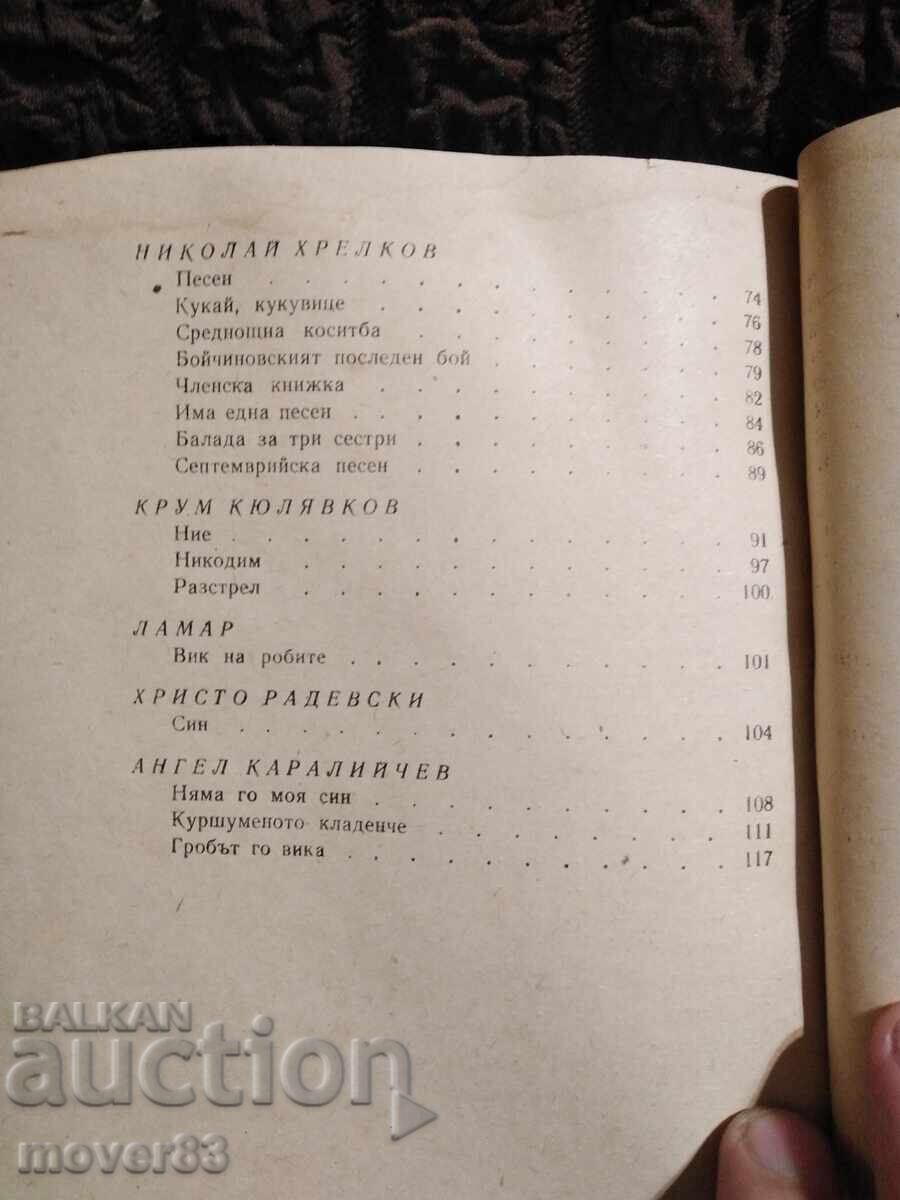 НИКОЛАЙ ХРЕЛКОВ
Песен . . . . . . . . . . . . . 74
Кукай, кукувице . . . . . . . . . . 76
Среднощна коситба . . . . . . . . . 78
Бойчиновският последен бой . . . . . . . 79
Членска книжка . . . . . . . . . . 82
Има една песен . . . . . . . . . . 84
Балада за три сестри . . . . . . . . . 86
Септемврийска песен . . . . . . . . . 89
КРУМ КЮЛЯВКОВ
Ние . . . . . . . . . . . . . . 91
Никодим . . . . . . . . . . . . 97
Разстрел . . . . . . . . . . . . 100
ЛАМАР
Вик на робите . . . . . . . . . . . 101
ХРИСТО РАДЕВСКИ
Син . . . . . . . . . . . . . . 104
АНГЕЛ КАРАЛИЙЧЕВ
Няма го моя син . . . . . . . . . . 108
Куршуменото кладенче . . . . . . . . 111
Гробът го вика . . . . . . . . . . . 117
BALKAN
auction
mover83